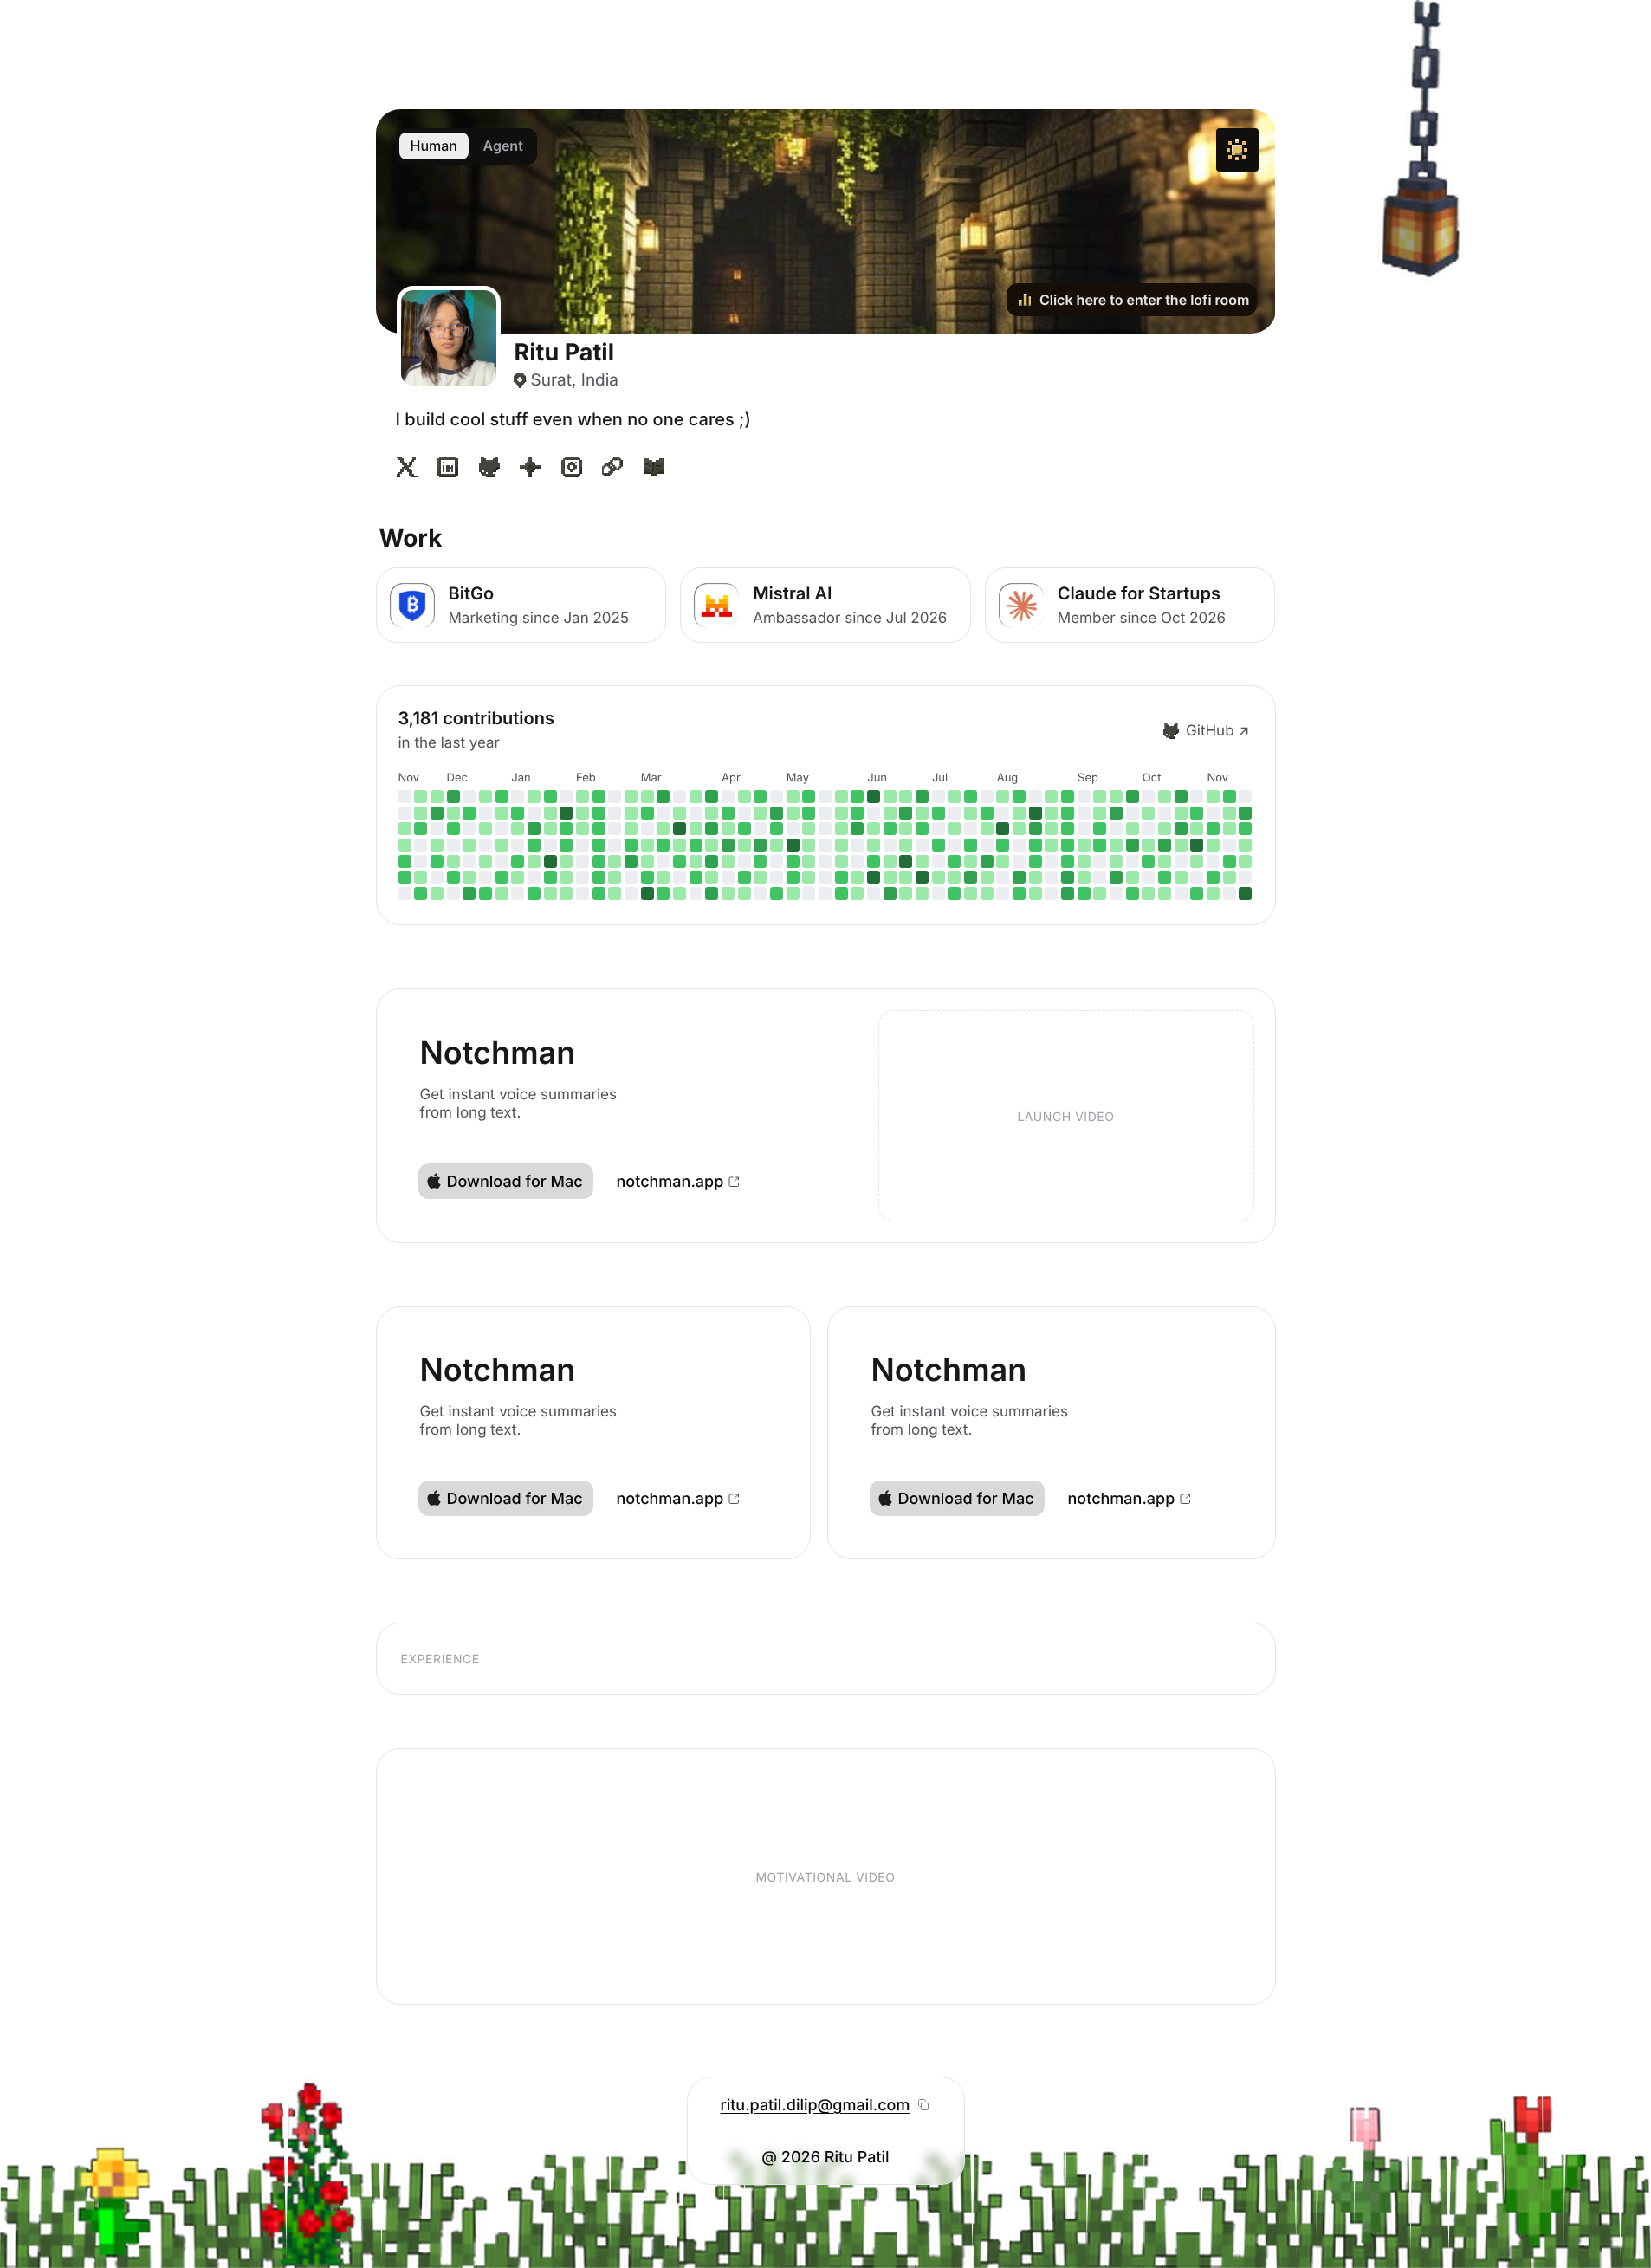 Human Agent
Click here to enter the lofi room
Ritu Patil
Surat, India
I build cool stuff even when no one cares ;)
Work
BitGo
Marketing since Jan 2025
Mistral AI
Ambassador since Jul 2026
Claude for Startups
Member since Oct 2026
3,181 contributions
in the last year
GitHub ↗
Nov Dec Jan Feb Mar Apr May Jun Jul Aug Sep Oct Nov
Notchman
Get instant voice summaries
from long text.
Download for Mac notchman.app
LAUNCH VIDEO
Notchman
Get instant voice summaries
from long text.
Download for Mac notchman.app
Notchman
Get instant voice summaries
from long text.
Download for Mac notchman.app
EXPERIENCE
MOTIVATIONAL VIDEO
ritu.patil.dilip@gmail.com
@ 2026 Ritu Patil